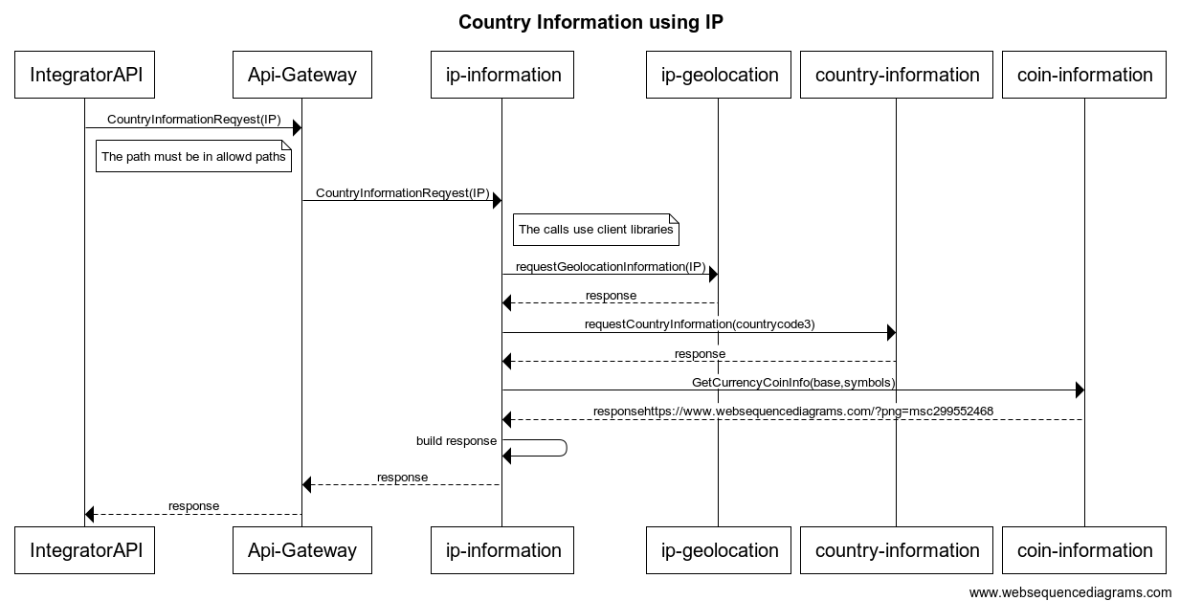 Country Information using IP
IntegratorAPI
Api-Gateway
ip-information
ip-geolocation
country-information
coin-information
CountryInformationReqyest(IP)
The path must be in allowd paths
CountryInformationReqyest(IP)
The calls use client libraries
requestGeolocationInformation(IP)
response
requestCountryInformation(countrycode3)
response
GetCurrencyCoinInfo(base,symbols)
responsehttps://www.websequencediagrams.com/?png=msc299552468
build response
response
response
IntegratorAPI
Api-Gateway
ip-information
ip-geolocation
country-information
coin-information
www.websequencediagrams.com